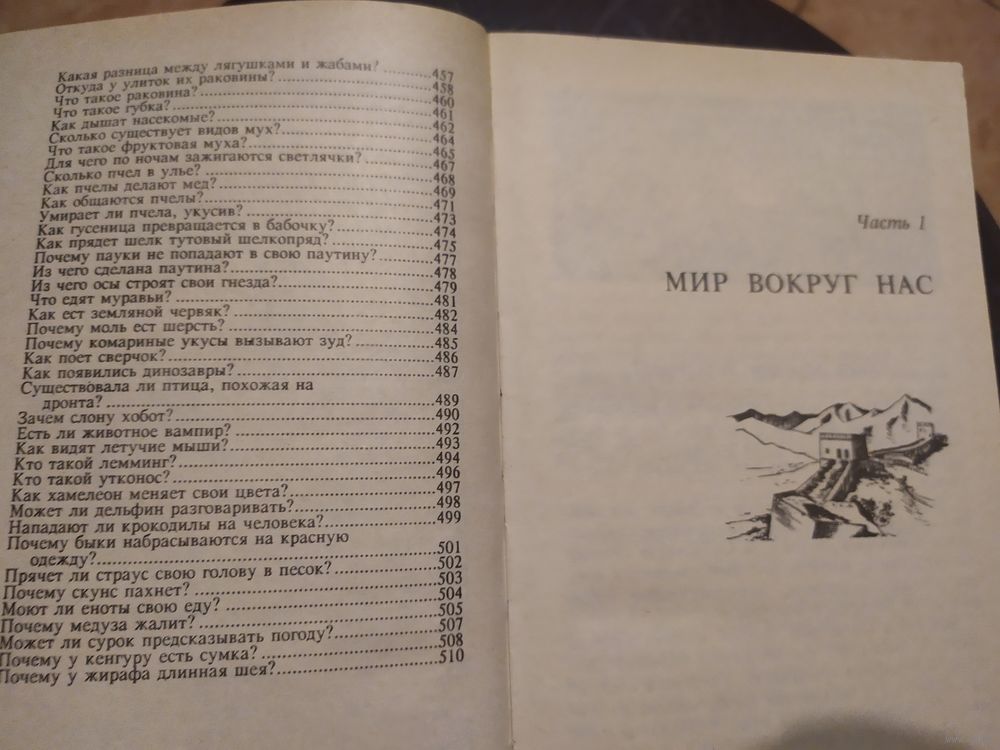 Какая разница между лягушками и жабами? ..........457
Откуда у улиток их раковины?..........458
Что такое раковина?..........460
Что такое губка?..........461
Как дышат насекомые?..........462
Сколько существует видов мух?..........464
Что такое фруктовая муха?..........465
Для чего по ночам зажигаются светлячки?..........467
Сколько пчел в улье?..........468
Как пчелы делают мед?..........469
Как общаются пчелы?..........471
Умирает ли пчела, укусив?..........473
Как гусеница превращается в бабочку?..........474
Как прядет шелк тутовый шелкопряд?..........475
Почему пауки не попадают в свою паутину?..........477
Из чего сделана паутина?..........478
Из чего осы строят свои гнезда?..........479
Что едят муравьи?..........481
Как ест земляной червяк?..........482
Почему моль ест шерсть?..........484
Почему комариные укусы вызывают зуд?..........485
Как поет сверчок?..........486
Как появились динозавры?..........487
Существовала ли птица, похожая на
дронта?..........489
Зачем слону хобот?..........490
Есть ли животное вампир?..........492
Как видят летучие мыши?..........493
Кто такой лемминг?..........494
Кто такой утконос?..........496
Как хамелеон меняет свои цвета?..........497
Может ли дельфин разговаривать?..........498
Нападают ли крокодилы на человека?..........499
Почему быки набрасываются на красную
одежду?..........501
Прячет ли страус свою голову в песок?..........502
Почему скунс пахнет?..........503
Моют ли еноты свою еду?..........504
Почему медуза жалит?..........505
Может ли сурок предсказывать погоду?..........507
Почему у кенгуру есть сумка?..........508
Почему у жирафа длинная шея?..........510
Часть 1
МИР ВОКРУГ НАС